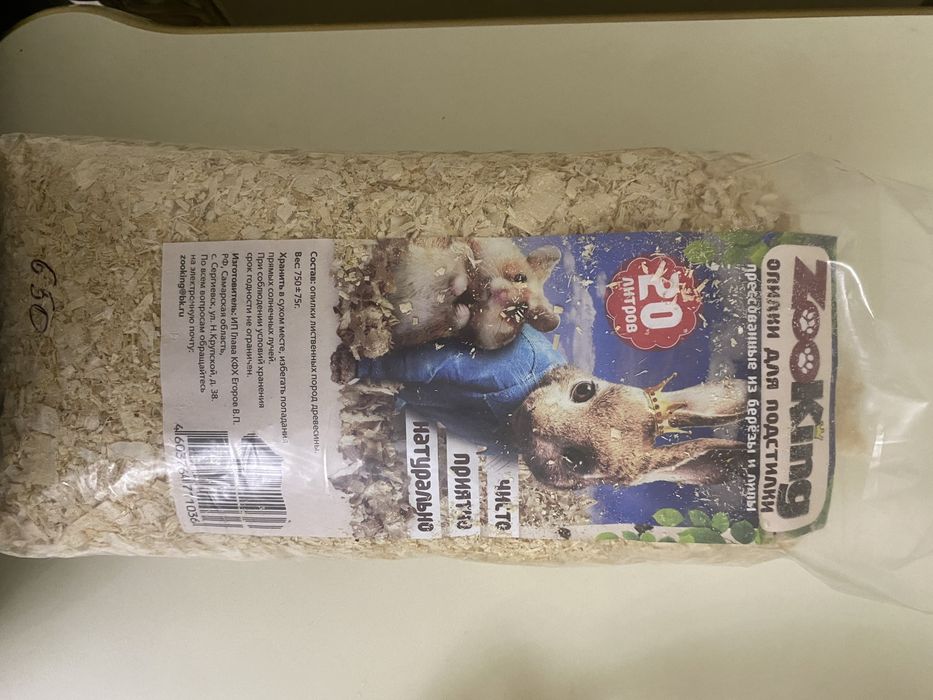 ZOOKING
ОПИЛКИ ДЛЯ ПОДСТИЛКИ
прессованные из берёзы и липы
20
литров
чисто
приятно
натурально
Состав: опилки лиственных пород древесины.
Вес: 750±75г.
Хранить в сухом месте, избегать попадания
прямых солнечных лучей.
При соблюдении условий хранения
срок годности не ограничен.
Изготовитель: ИП Глава КФХ Егоров В.П.
РФ, Самарская область,
с. Сергиевск, ул. Н.Крупской, д. 38.
По всем вопросам обращайтесь
на электронную почту:
zooking@bk.ru
650